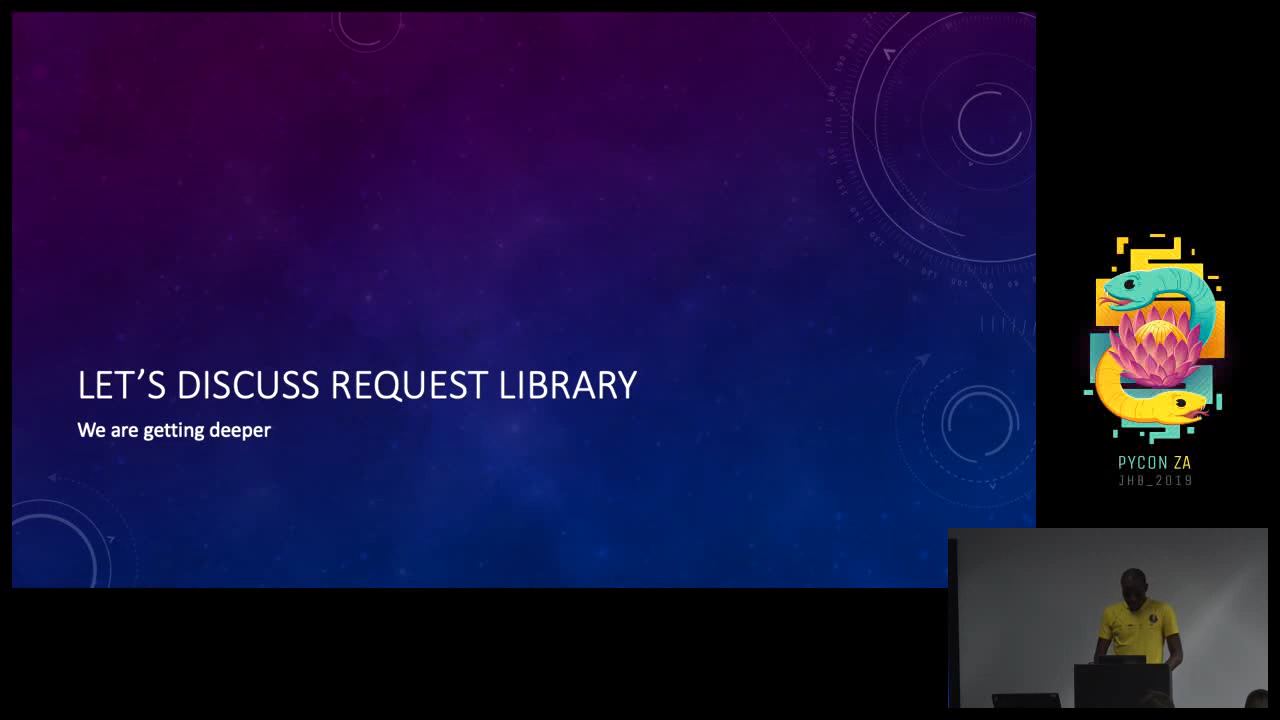 LET’S DISCUSS REQUEST LIBRARY
We are getting deeper
PYCON ZA
JHB_2019